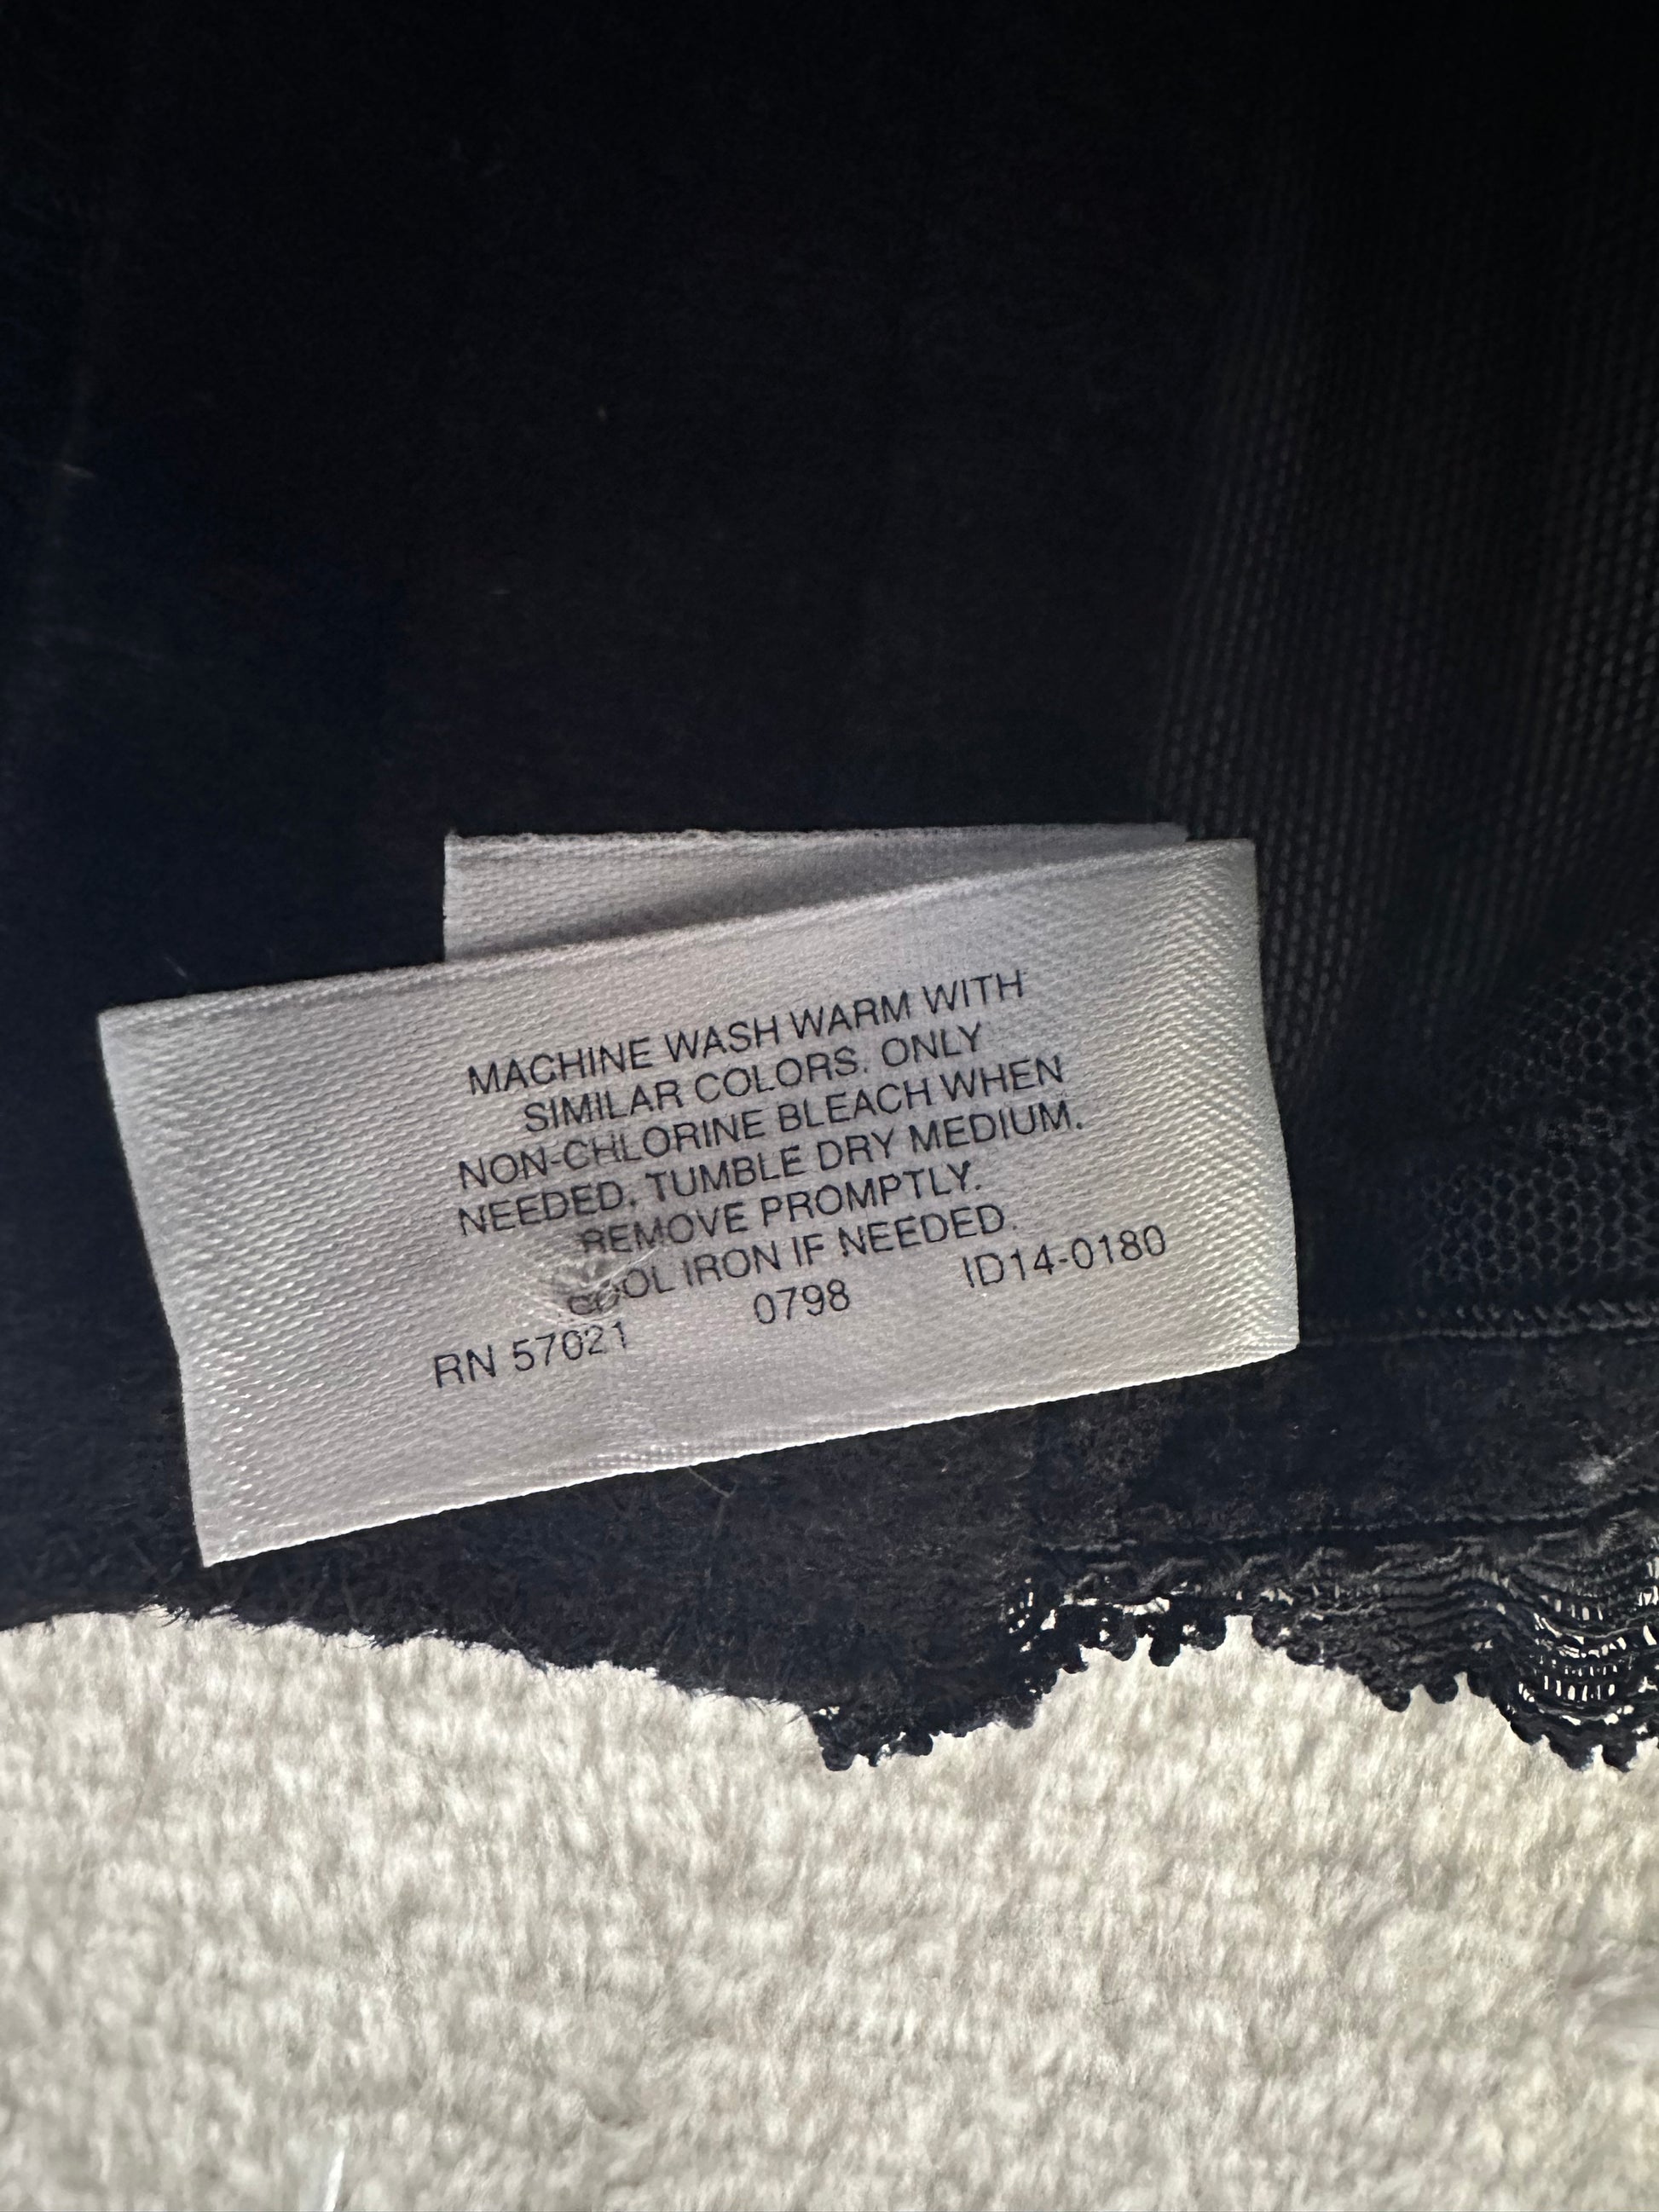 MACHINE WASH WARM WITH
SIMILAR COLORS. ONLY
NON-CHLORINE BLEACH WHEN
NEEDED. TUMBLE DRY MEDIUM.
REMOVE PROMPTLY.
COOL IRON IF NEEDED.
RN 57021 0798 ID14-0180